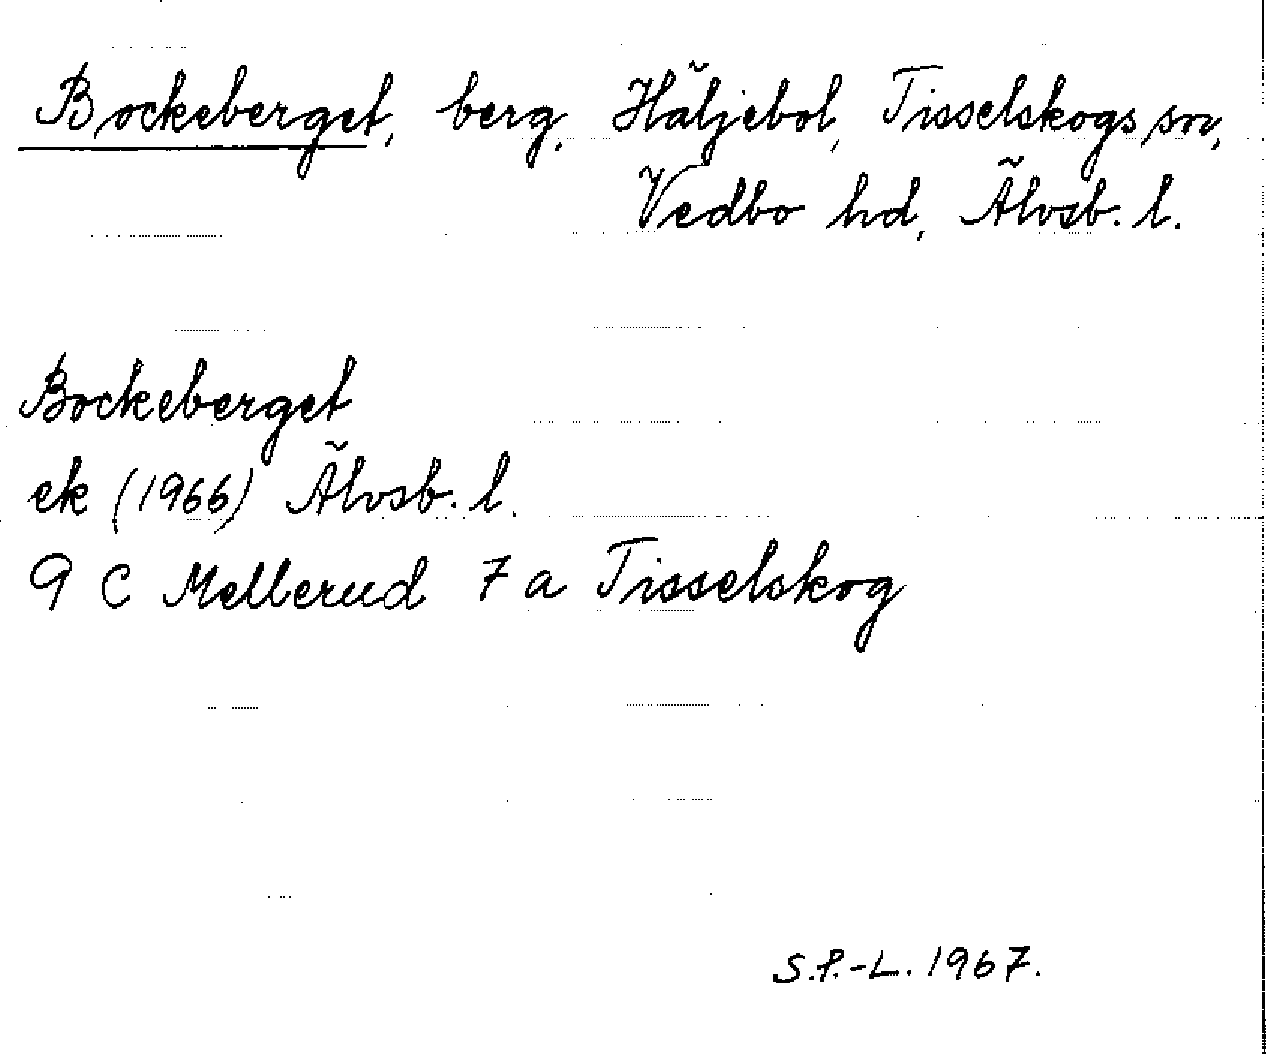 Bockeberget, berg, Häljebol, Tisselskogs sn,
Vedbo hd, Älvsb. l.
Bockeberget
ek (1966) Älvsb. l.
9 C Mellerud 7 a Tisselskog
S.P.-L. 1967.